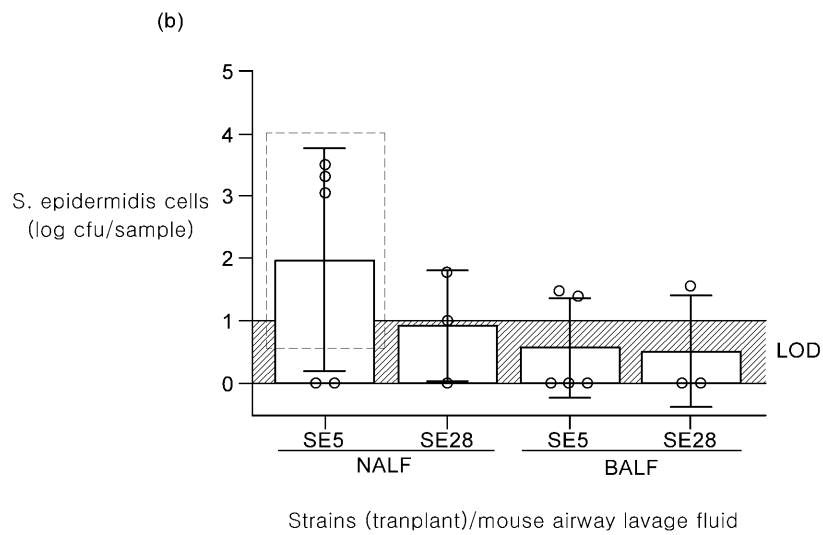 (b)
5
4
3
2
1
0
S. epidermidis cells
(log cfu/sample)
LOD
SE5 SE28 SE5 SE28
NALF BALF
Strains (tranplant)/mouse airway lavage fluid